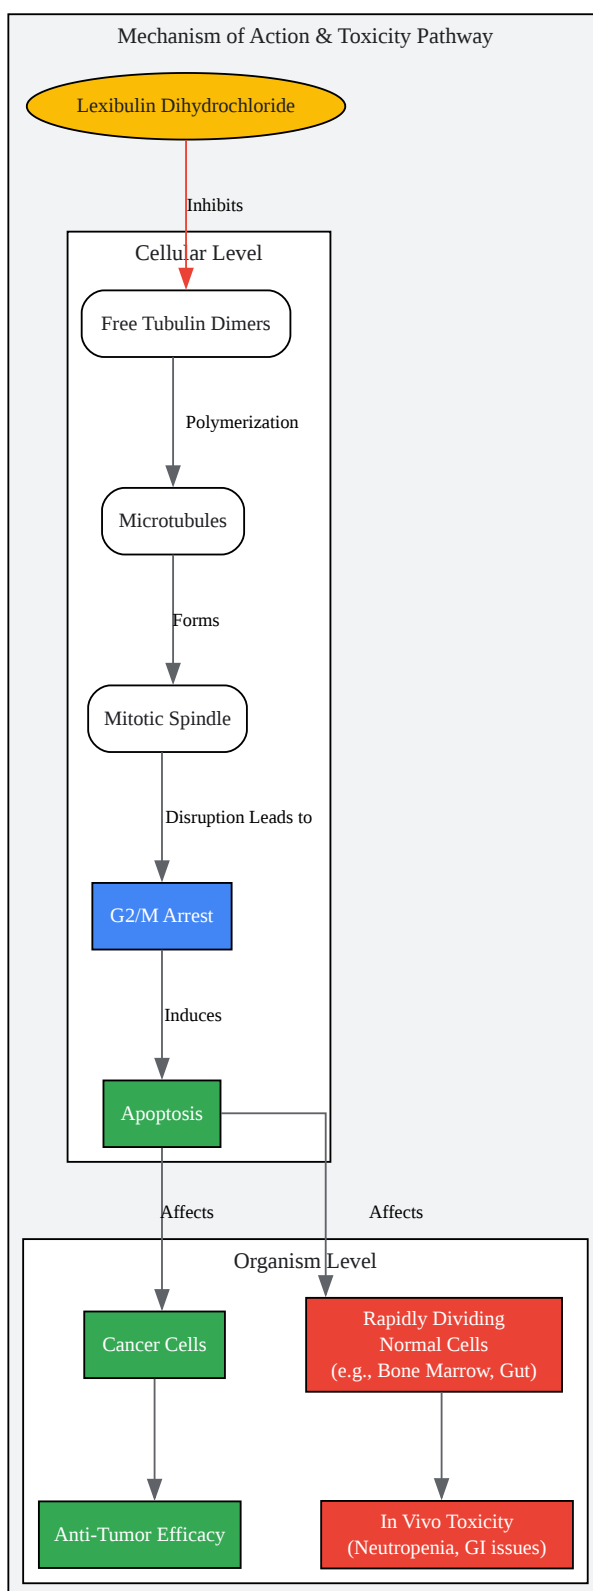 Mechanism of Action & Toxicity Pathway
Lexibulin Dihydrochloride
Inhibits
Cellular Level
Free Tubulin Dimers
Polymerization
Microtubules
Forms
Mitotic Spindle
Disruption Leads to
G2/M Arrest
Induces
Apoptosis
Affects
Affects
Organism Level
Cancer Cells
Rapidly Dividing
Normal Cells
(e.g., Bone Marrow, Gut)
Anti-Tumor Efficacy
In Vivo Toxicity
(Neutropenia, GI issues)